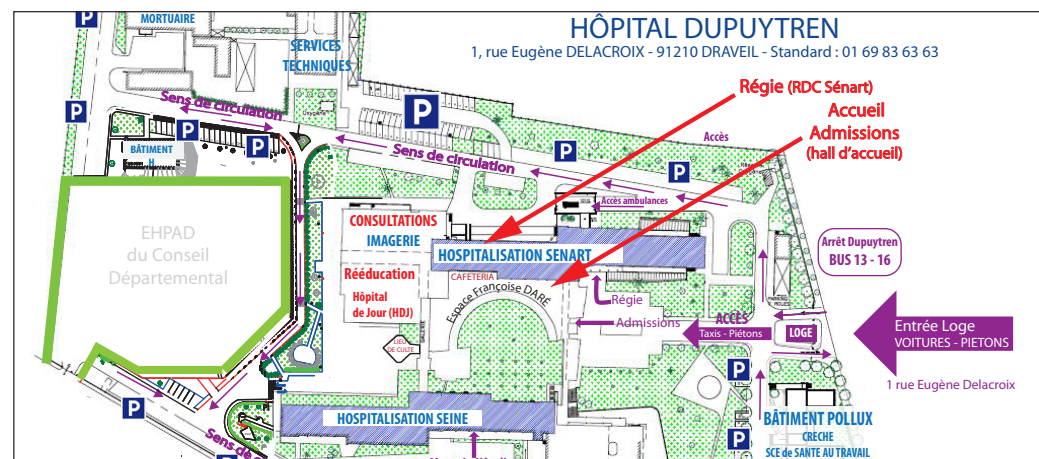 HÔPITAL DUPUYTREN
1, rue Eugène DELACROIX - 91210 DRAVEIL - Standard : 01 69 83 63 63
MORTUAIRE
P
SERVICES
TECHNIQUES
Régie (RDC Sénart)
Accueil
Admissions
(hall d'accueil)
P
Sens de circulation
P
Oxygène
P
P
Accès
BÂTIMENT
H
Sens de circulation
P
P
Accès ambulances
CONSULTATIONS
IMAGERIE
HOSPITALISATION SENART
EHPAD
du Conseil
Départemental
Arrêt Dupuytren
BUS 13 - 16
Rééducation
CAFETERIA
Hôpital
de Jour (HDJ)
Espace Françoise DARÉ
Régie
Admissions
GALERIE
LIEU
DE CULTE
ACCÈS
Taxis - Piétons
LOGE
Entrée Loge
VOITURES - PIETONS
1 rue Eugène Delacroix
P
P
HOSPITALISATION SEINE
BÂTIMENT POLLUX
CRECHE
SCE de SANTE AU TRAVAIL
P
P